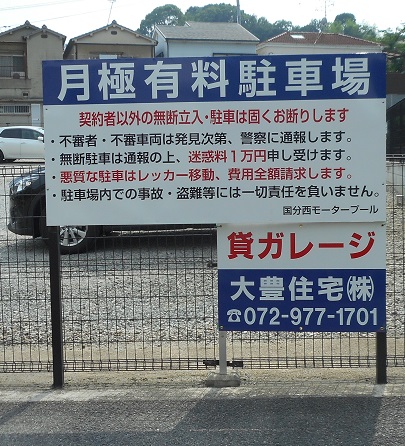 月極有料駐車場
契約者以外の無断立入・駐車は固くお断りします
・不審者・不審車両は発見次第、警察に通報します。
・無断駐車は通報の上、迷惑料1万円申し受けます。
・悪質な駐車はレッカー移動、費用全額請求します。
・駐車場内での事故・盗難等には一切責任を負いません。
国分西モータープール
貸ガレージ
大豊住宅㈱
☎072-977-1701